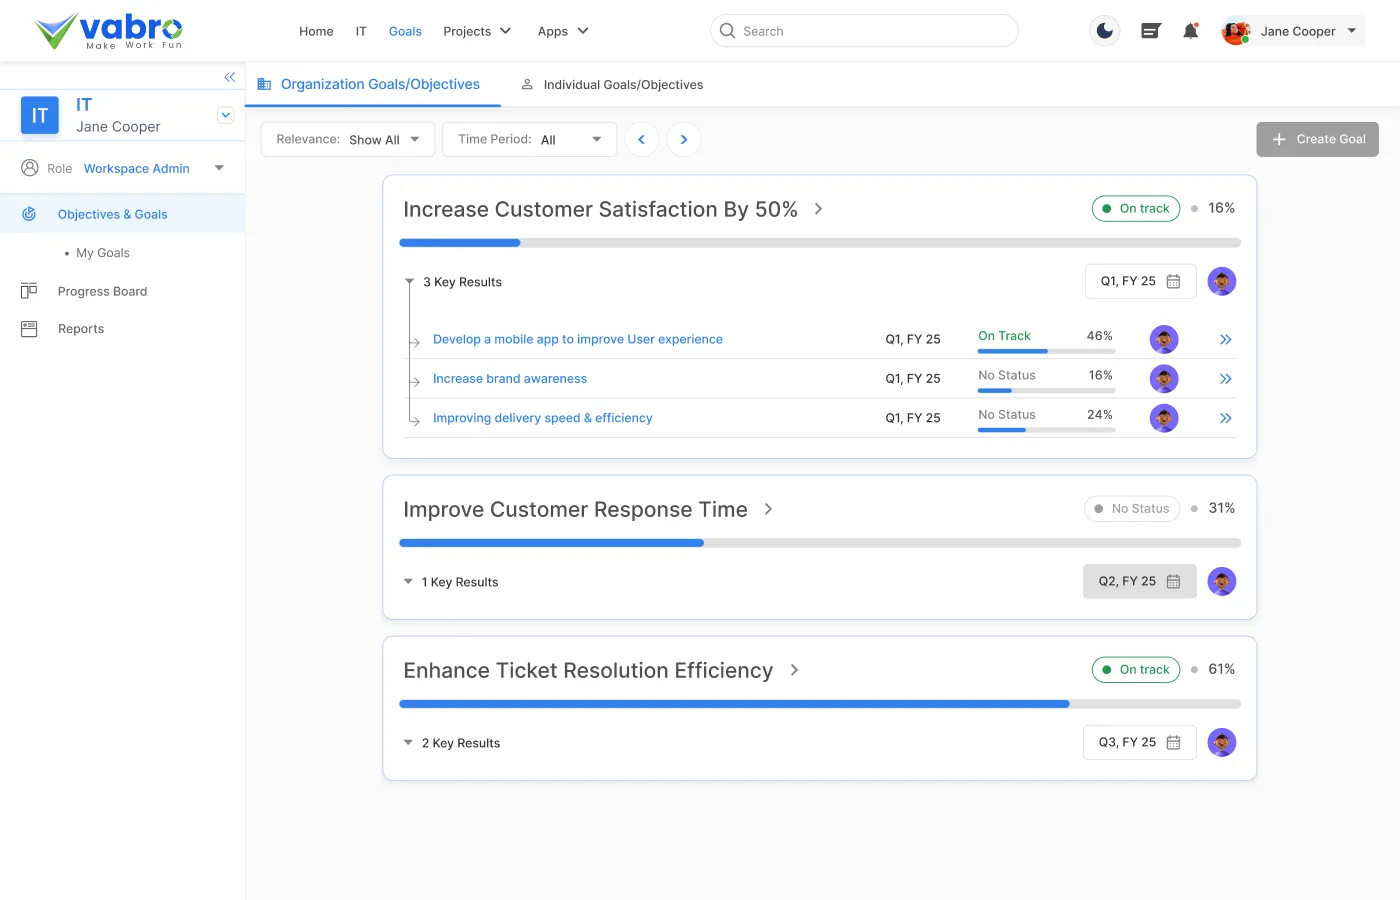 vabro
Make Work Fun
Home IT Goals Projects Apps
Search
Jane Cooper
IT
IT
Jane Cooper
Role Workspace Admin
Objectives & Goals
• My Goals
Progress Board
Reports
Organization Goals/Objectives
Individual Goals/Objectives
Relevance: Show All
Time Period: All
+ Create Goal
Increase Customer Satisfaction By 50%
On track
16%
3 Key Results
Q1, FY 25
Develop a mobile app to improve User experience Q1, FY 25 On Track 46%
Increase brand awareness Q1, FY 25 No Status 16%
Improving delivery speed & efficiency Q1, FY 25 No Status 24%
Improve Customer Response Time
No Status
31%
1 Key Results
Q2, FY 25
Enhance Ticket Resolution Efficiency
On track
61%
2 Key Results
Q3, FY 25